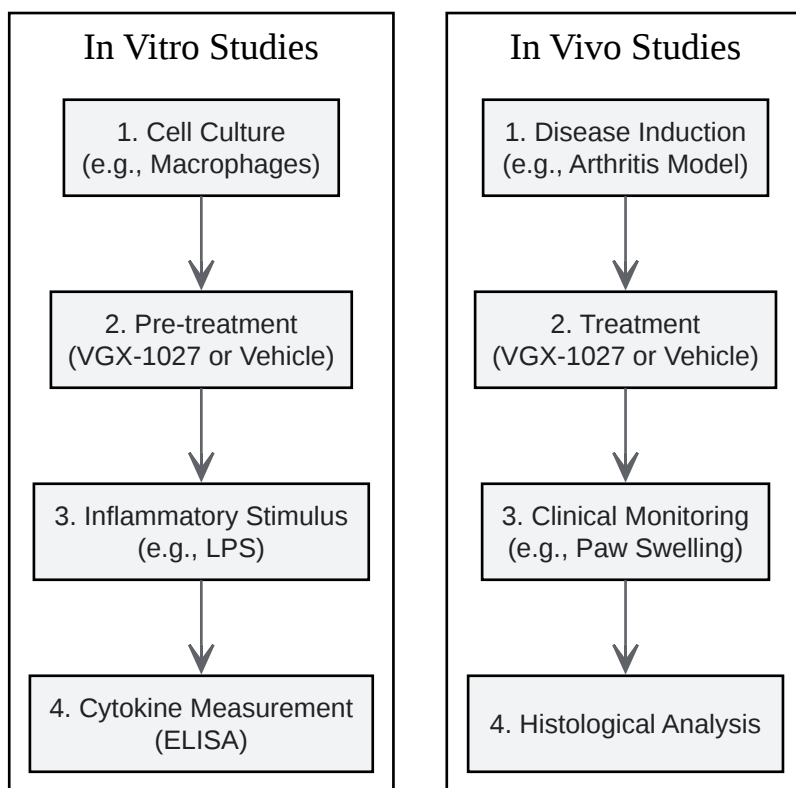 In Vitro Studies
1. Cell Culture
(e.g., Macrophages)
2. Pre-treatment
(VGX-1027 or Vehicle)
3. Inflammatory Stimulus
(e.g., LPS)
4. Cytokine Measurement
(ELISA)
In Vivo Studies
1. Disease Induction
(e.g., Arthritis Model)
2. Treatment
(VGX-1027 or Vehicle)
3. Clinical Monitoring
(e.g., Paw Swelling)
4. Histological Analysis